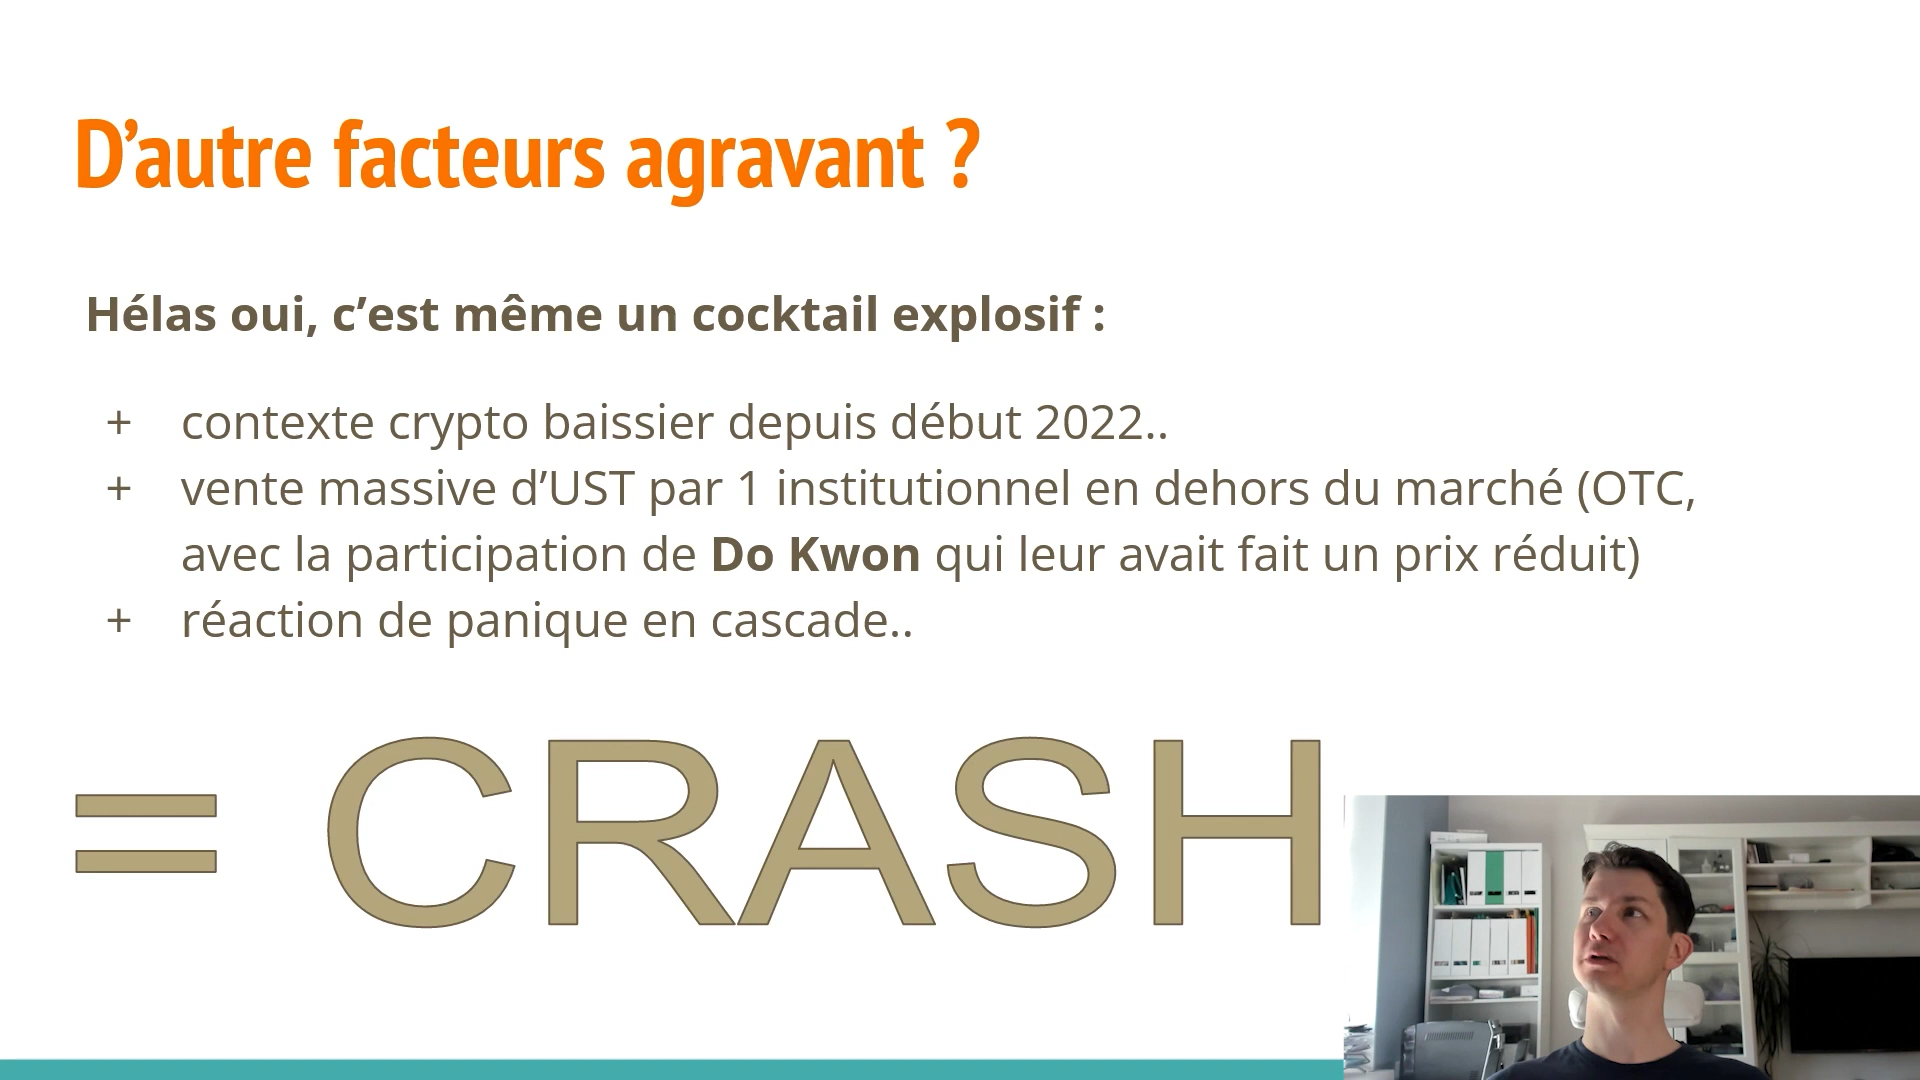 D’autre facteurs agravant ?
Hélas oui, c’est même un cocktail explosif :
+ contexte crypto baissier depuis début 2022..
+ vente massive d’UST par 1 institutionnel en dehors du marché (OTC,
avec la participation de Do Kwon qui leur avait fait un prix réduit)
+ réaction de panique en cascade..
= CRASH